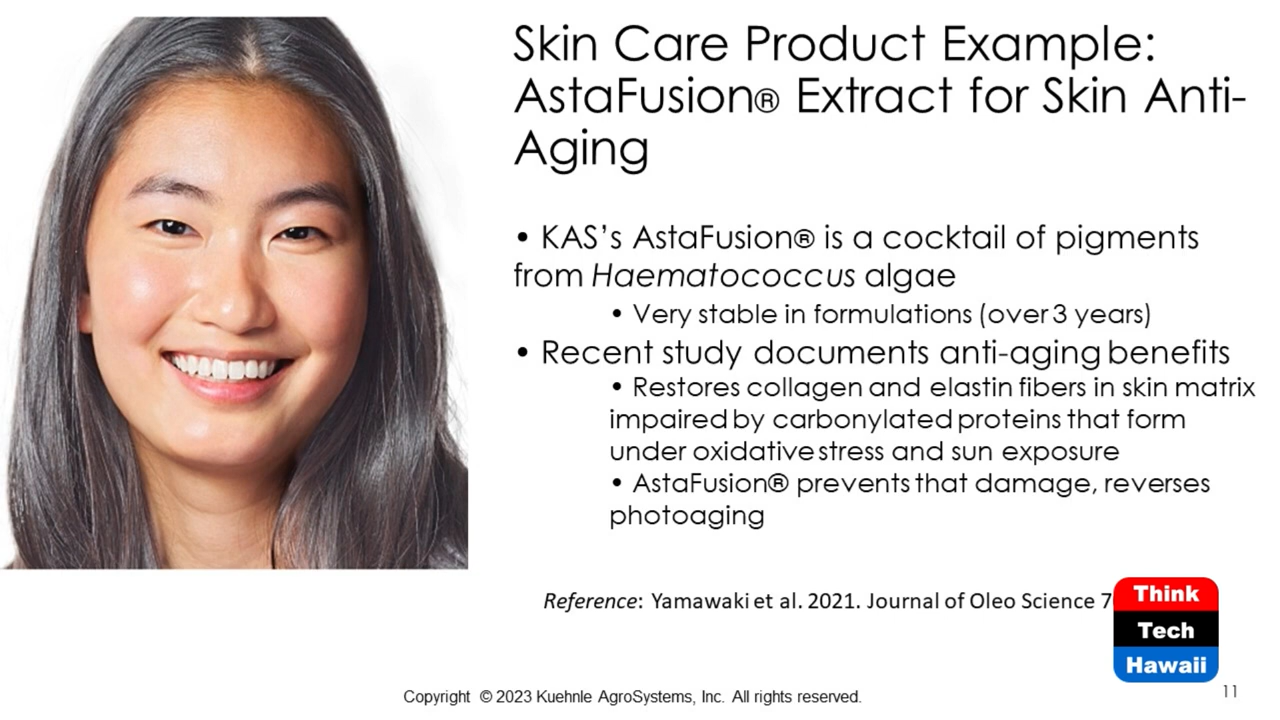 Skin Care Product Example:
AstaFusion® Extract for Skin Anti-
Aging
• KAS’s AstaFusion® is a cocktail of pigments
from Haematococcus algae
• Very stable in formulations (over 3 years)
• Recent study documents anti-aging benefits
• Restores collagen and elastin fibers in skin matrix
impaired by carbonylated proteins that form
under oxidative stress and sun exposure
• AstaFusion® prevents that damage, reverses
photoaging
Reference: Yamawaki et al. 2021. Journal of Oleo Science 7
Think
Tech
Hawaii
Copyright © 2023 Kuehnle AgroSystems, Inc. All rights reserved.
11